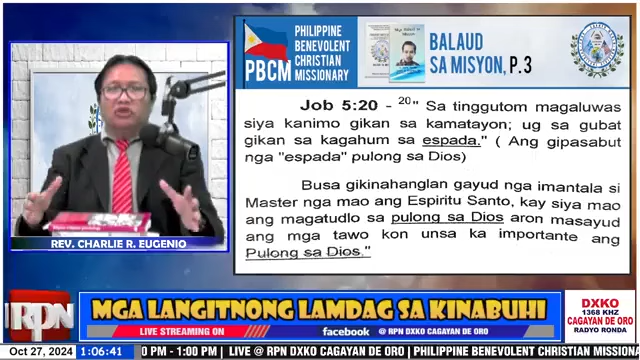 PBCM
PHILIPPINE
BENEVOLENT
CHRISTIAN
MISSIONARY
BALAUD
SA MISYON, P.3
Job 5:20 - 20" Sa tinggutom magaluwas
siya kanimo gikan sa kamatayon; ug sa gubat
gikan sa kagahum sa espada." ( Ang gipasabut
nga "espada" pulong sa Dios)
Busa gikinahanglan gayud nga imantala si
Master nga mao ang Espiritu Santo, kay siya mao
ang magatudlo sa pulong sa Dios aron masayud
ang mga tawo kon unsa ka importante ang
Pulong sa Dios."
REV. CHARLIE R. EUGENIO
RPN
MGA LANGITNONG LAMDAG SA KINABUHI
LIVE STREAMING ON
facebook
@ RPN DXKO CAGAYAN DE ORO
DXKO
1368 KHZ
CAGAYAN DE ORO
RADYO RONDA
Oct 27, 2024
1:06:41
0 PM - 1:00 PM | LIVE @ RPN DXKO CAGAYAN DE ORO | PHILIPPINE BENEVOLENT CHRISTIAN MISSION